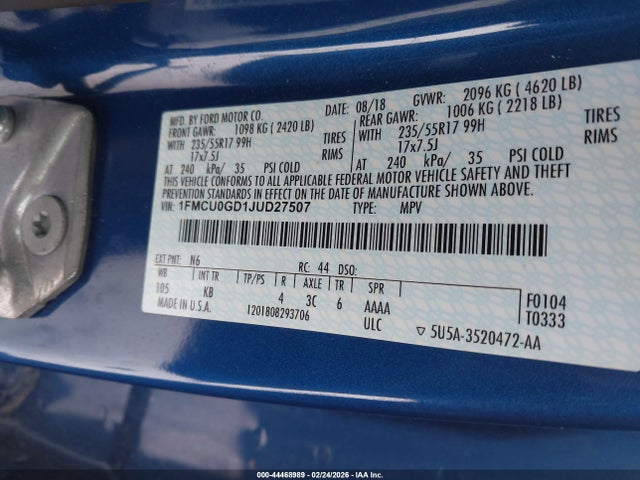 MFD. BY FORD MOTOR CO.
DATE: 08/18 GVWR: 2096 KG ( 4620 LB)
FRONT GAWR: 1098 KG ( 2420 LB) REAR GAWR: 1006 KG ( 2218 LB)
WITH 235/55R17 99H TIRES WITH 235/55R17 99H TIRES
17x7.5J RIMS 17x7.5J RIMS
AT 240 kPa/ 35 PSI COLD AT 240 kPa/ 35 PSI COLD
THIS VEHICLE CONFORMS TO ALL APPLICABLE FEDERAL MOTOR VEHICLE SAFETY AND THEFT
PREVENTION STANDARDS IN EFFECT ON THE DATE OF MANUFACTURE SHOWN ABOVE.
VIN: 1FMCU0GD1JUD27507 TYPE: MPV
EXT PNT: N6 RC: 44 DSO:
WB INT TR TP/PS R AXLE TR SPR
105 KB 4 3C 6 AAAA F0104
MADE IN U.S.A. 1201808293706 ULC T0333
▽5U5A-3520472-AA
000-44468989 - 02/24/2026 - IAAI, Inc.